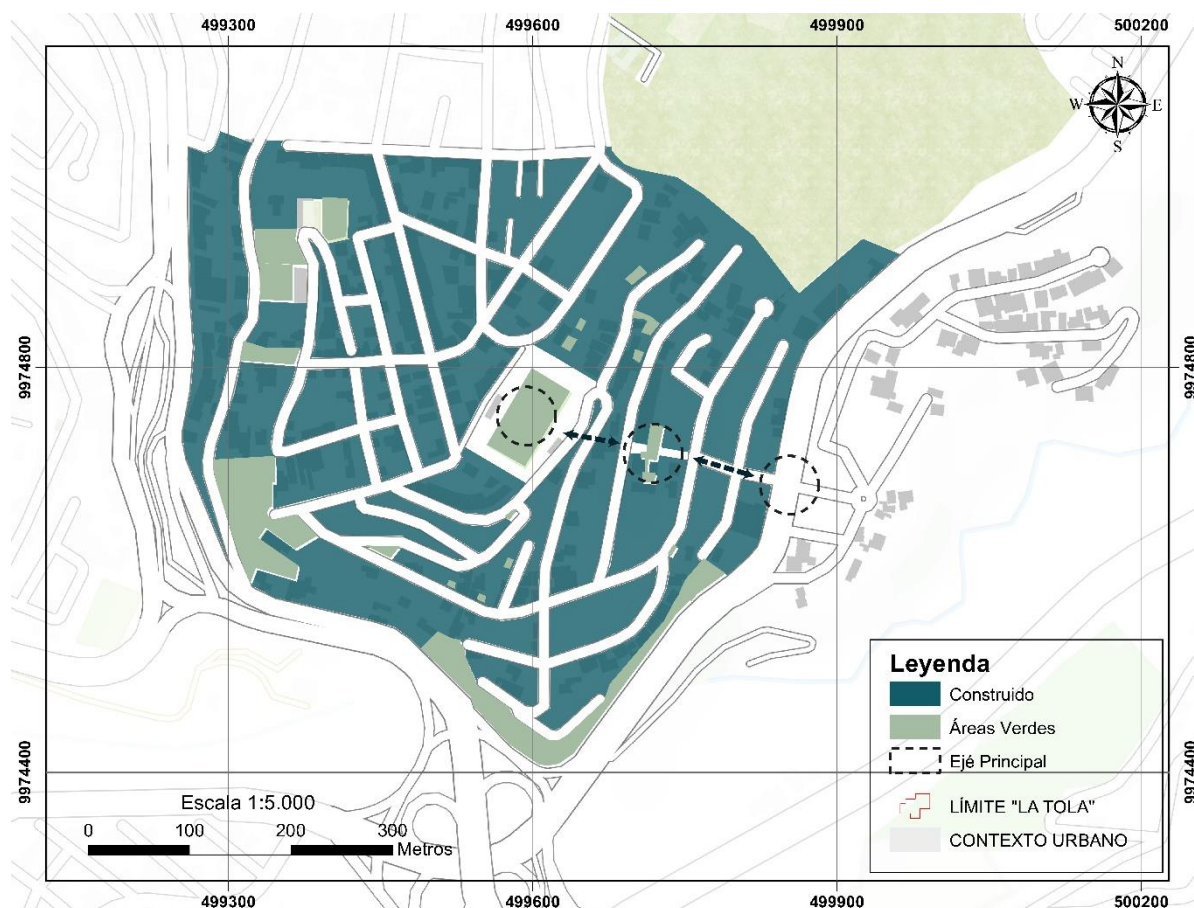 499300 499600 499900 500200
N
W E
S
9974800 9974800
Leyenda
Construido
Áreas Verdes
Ejé Principal
LÍMITE "LA TOLA"
CONTEXTO URBANO
9974400 9974400
Escala 1:5.000
0 100 200 300
Metros
499300 499600 499900 500200